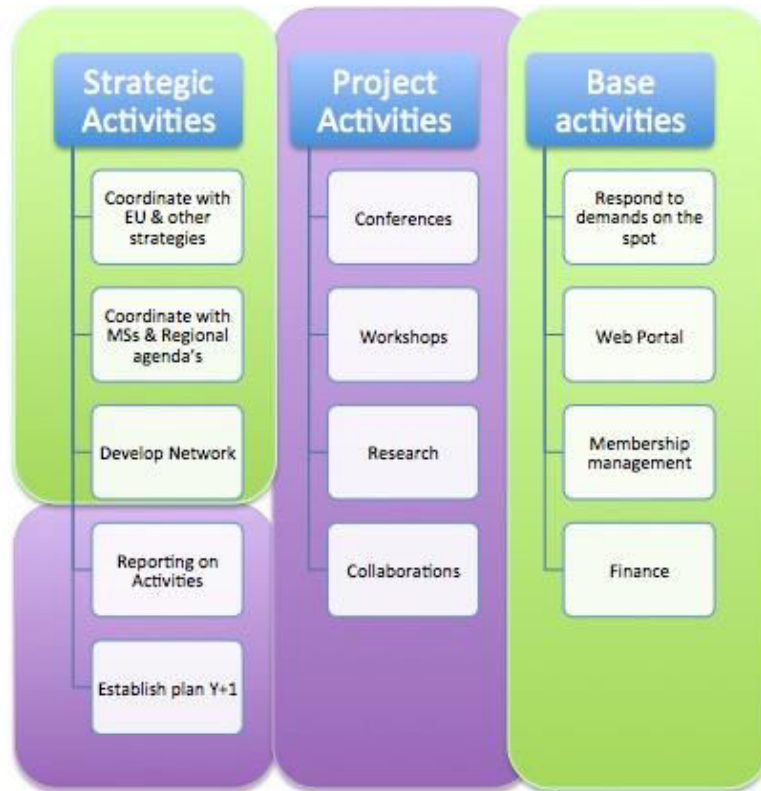 Strategic
Activities
Coordinate with
EU & other
strategies
Coordinate with
MSs & Regional
agenda's
Develop Network
Reporting on
Activities
Establish plan Y+1
Project
Activities
Conferences
Workshops
Research
Collaborations
Base
activities
Respond to
demands on the
spot
Web Portal
Membership
management
Finance